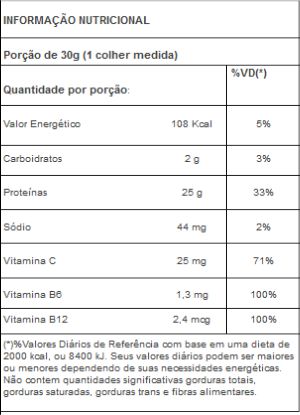 INFORMAÇÃO NUTRICIONAL
Porção de 30g (1 colher medida)
%VD(*)
Quantidade por porção:
Valor Energético 108 Kcal 5%
Carboidratos 2 g 3%
Proteínas 25 g 33%
Sódio 44 mg 2%
Vitamina C 25 mg 71%
Vitamina B6 1,3 mg 100%
Vitamina B12 2,4 mcg 100%
(*)%Valores Diários de Referência com base em uma dieta de
2000 kcal, ou 8400 kJ. Seus valores diários podem ser maiores
ou menores dependendo de suas necessidades energéticas.
Não contem quantidades significativas gorduras totais,
gorduras saturadas, gorduras trans e fibras alimentares.